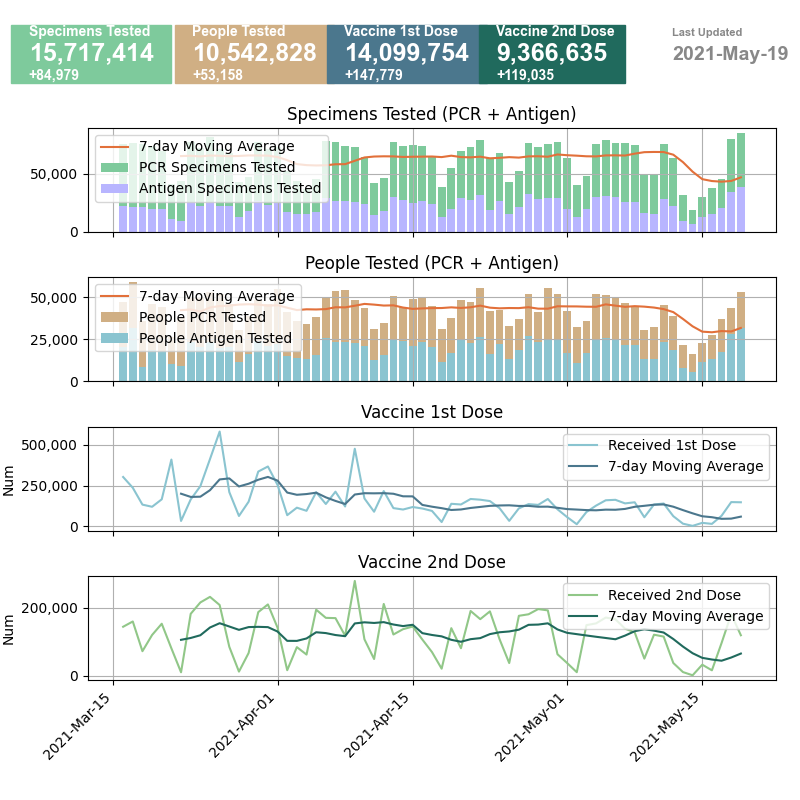 Specimens Tested
15,717,414
+84,979
People Tested
10,542,828
+53,158
Vaccine 1st Dose
14,099,754
+147,779
Vaccine 2nd Dose
9,366,635
+119,035
Last Updated
2021-May-19
Specimens Tested (PCR + Antigen)
50,000
0
7-day Moving Average
PCR Specimens Tested
Antigen Specimens Tested
People Tested (PCR + Antigen)
50,000
25,000
0
7-day Moving Average
People PCR Tested
People Antigen Tested
Vaccine 1st Dose
Num
500,000
250,000
0
Received 1st Dose
7-day Moving Average
Vaccine 2nd Dose
Num
200,000
0
Received 2nd Dose
7-day Moving Average
2021-Mar-15
2021-Apr-01
2021-Apr-15
2021-May-01
2021-May-15